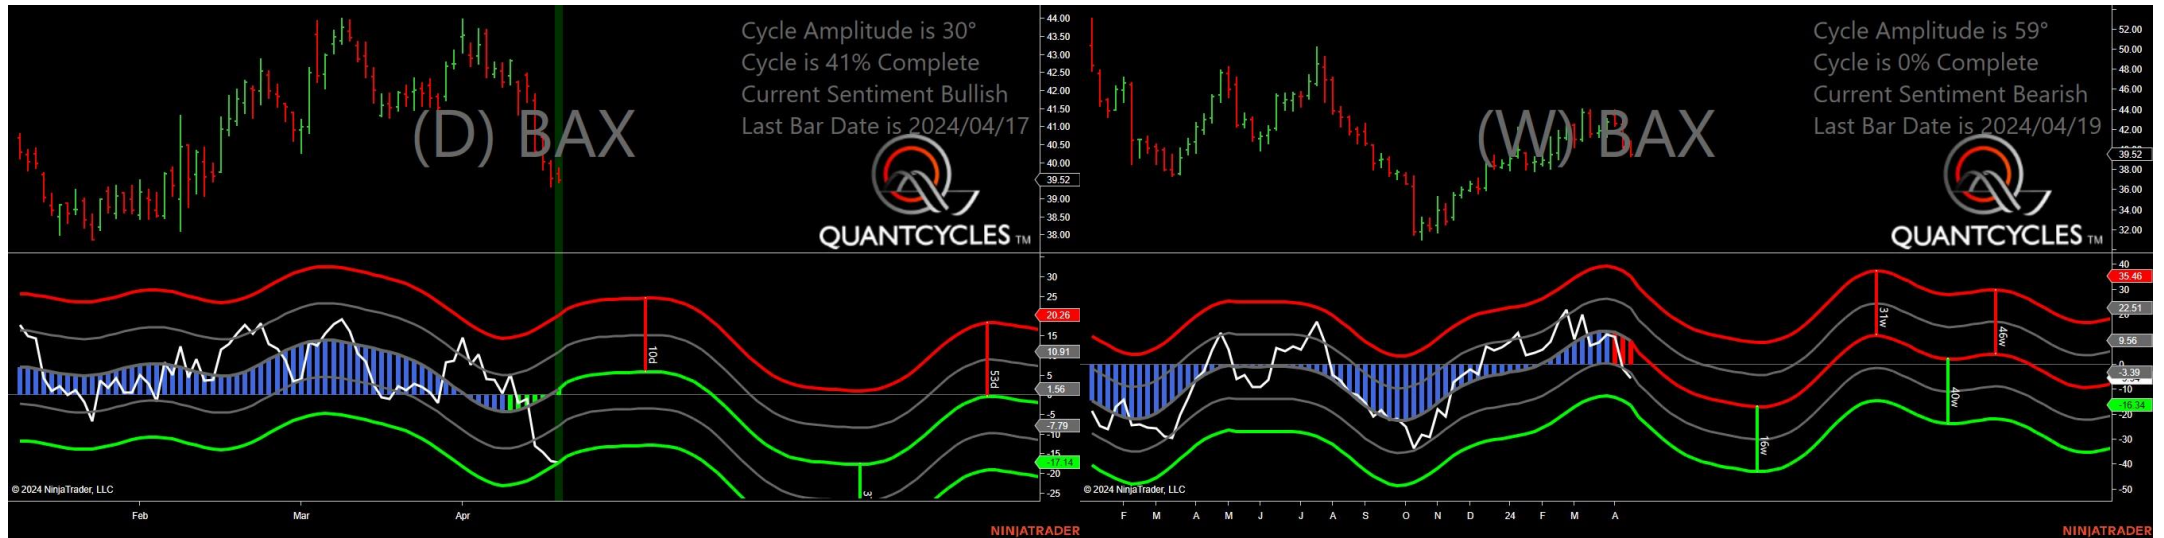 Cycle Amplitude is 30°
Cycle is 41% Complete
Current Sentiment Bullish
Last Bar Date is 2024/04/17
(D) BAX
QUANTCYCLES TM
44.00
43.50
43.00
42.50
42.00
41.50
41.00
40.50
40.00
39.52
39.00
38.50
38.00
30
25
20.26
15
10.91
5
1.56
-5
-7.79
-10
-15
-17.14
-20
-25
10d
53d
© 2024 NinjaTrader, LLC
Feb
Mar
Apr
NINJATRADER
Cycle Amplitude is 59°
Cycle is 0% Complete
Current Sentiment Bearish
Last Bar Date is 2024/04/19
(W) BAX
QUANTCYCLES TM
52.00
50.00
48.00
46.00
44.00
42.00
39.52
38.00
36.00
34.00
32.00
40
35.46
30
22.51
9.56
0
-3.39
-10
-16.34
-20
-30
-40
-50
16w
31w
40w
46w
© 2024 NinjaTrader, LLC
F M A M J J A S O N D 24 F M A
NINJATRADER